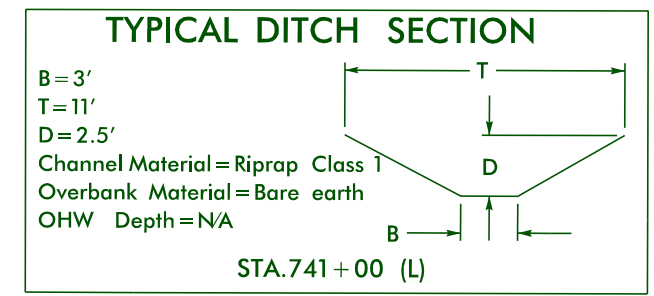 TYPICAL DITCH SECTION
B=3'
T=11'
D=2.5'
Channel Material=Riprap Class 1
Overbank Material=Bare earth
OHW Depth=N/A
T
D
B
STA.741+00 (L)